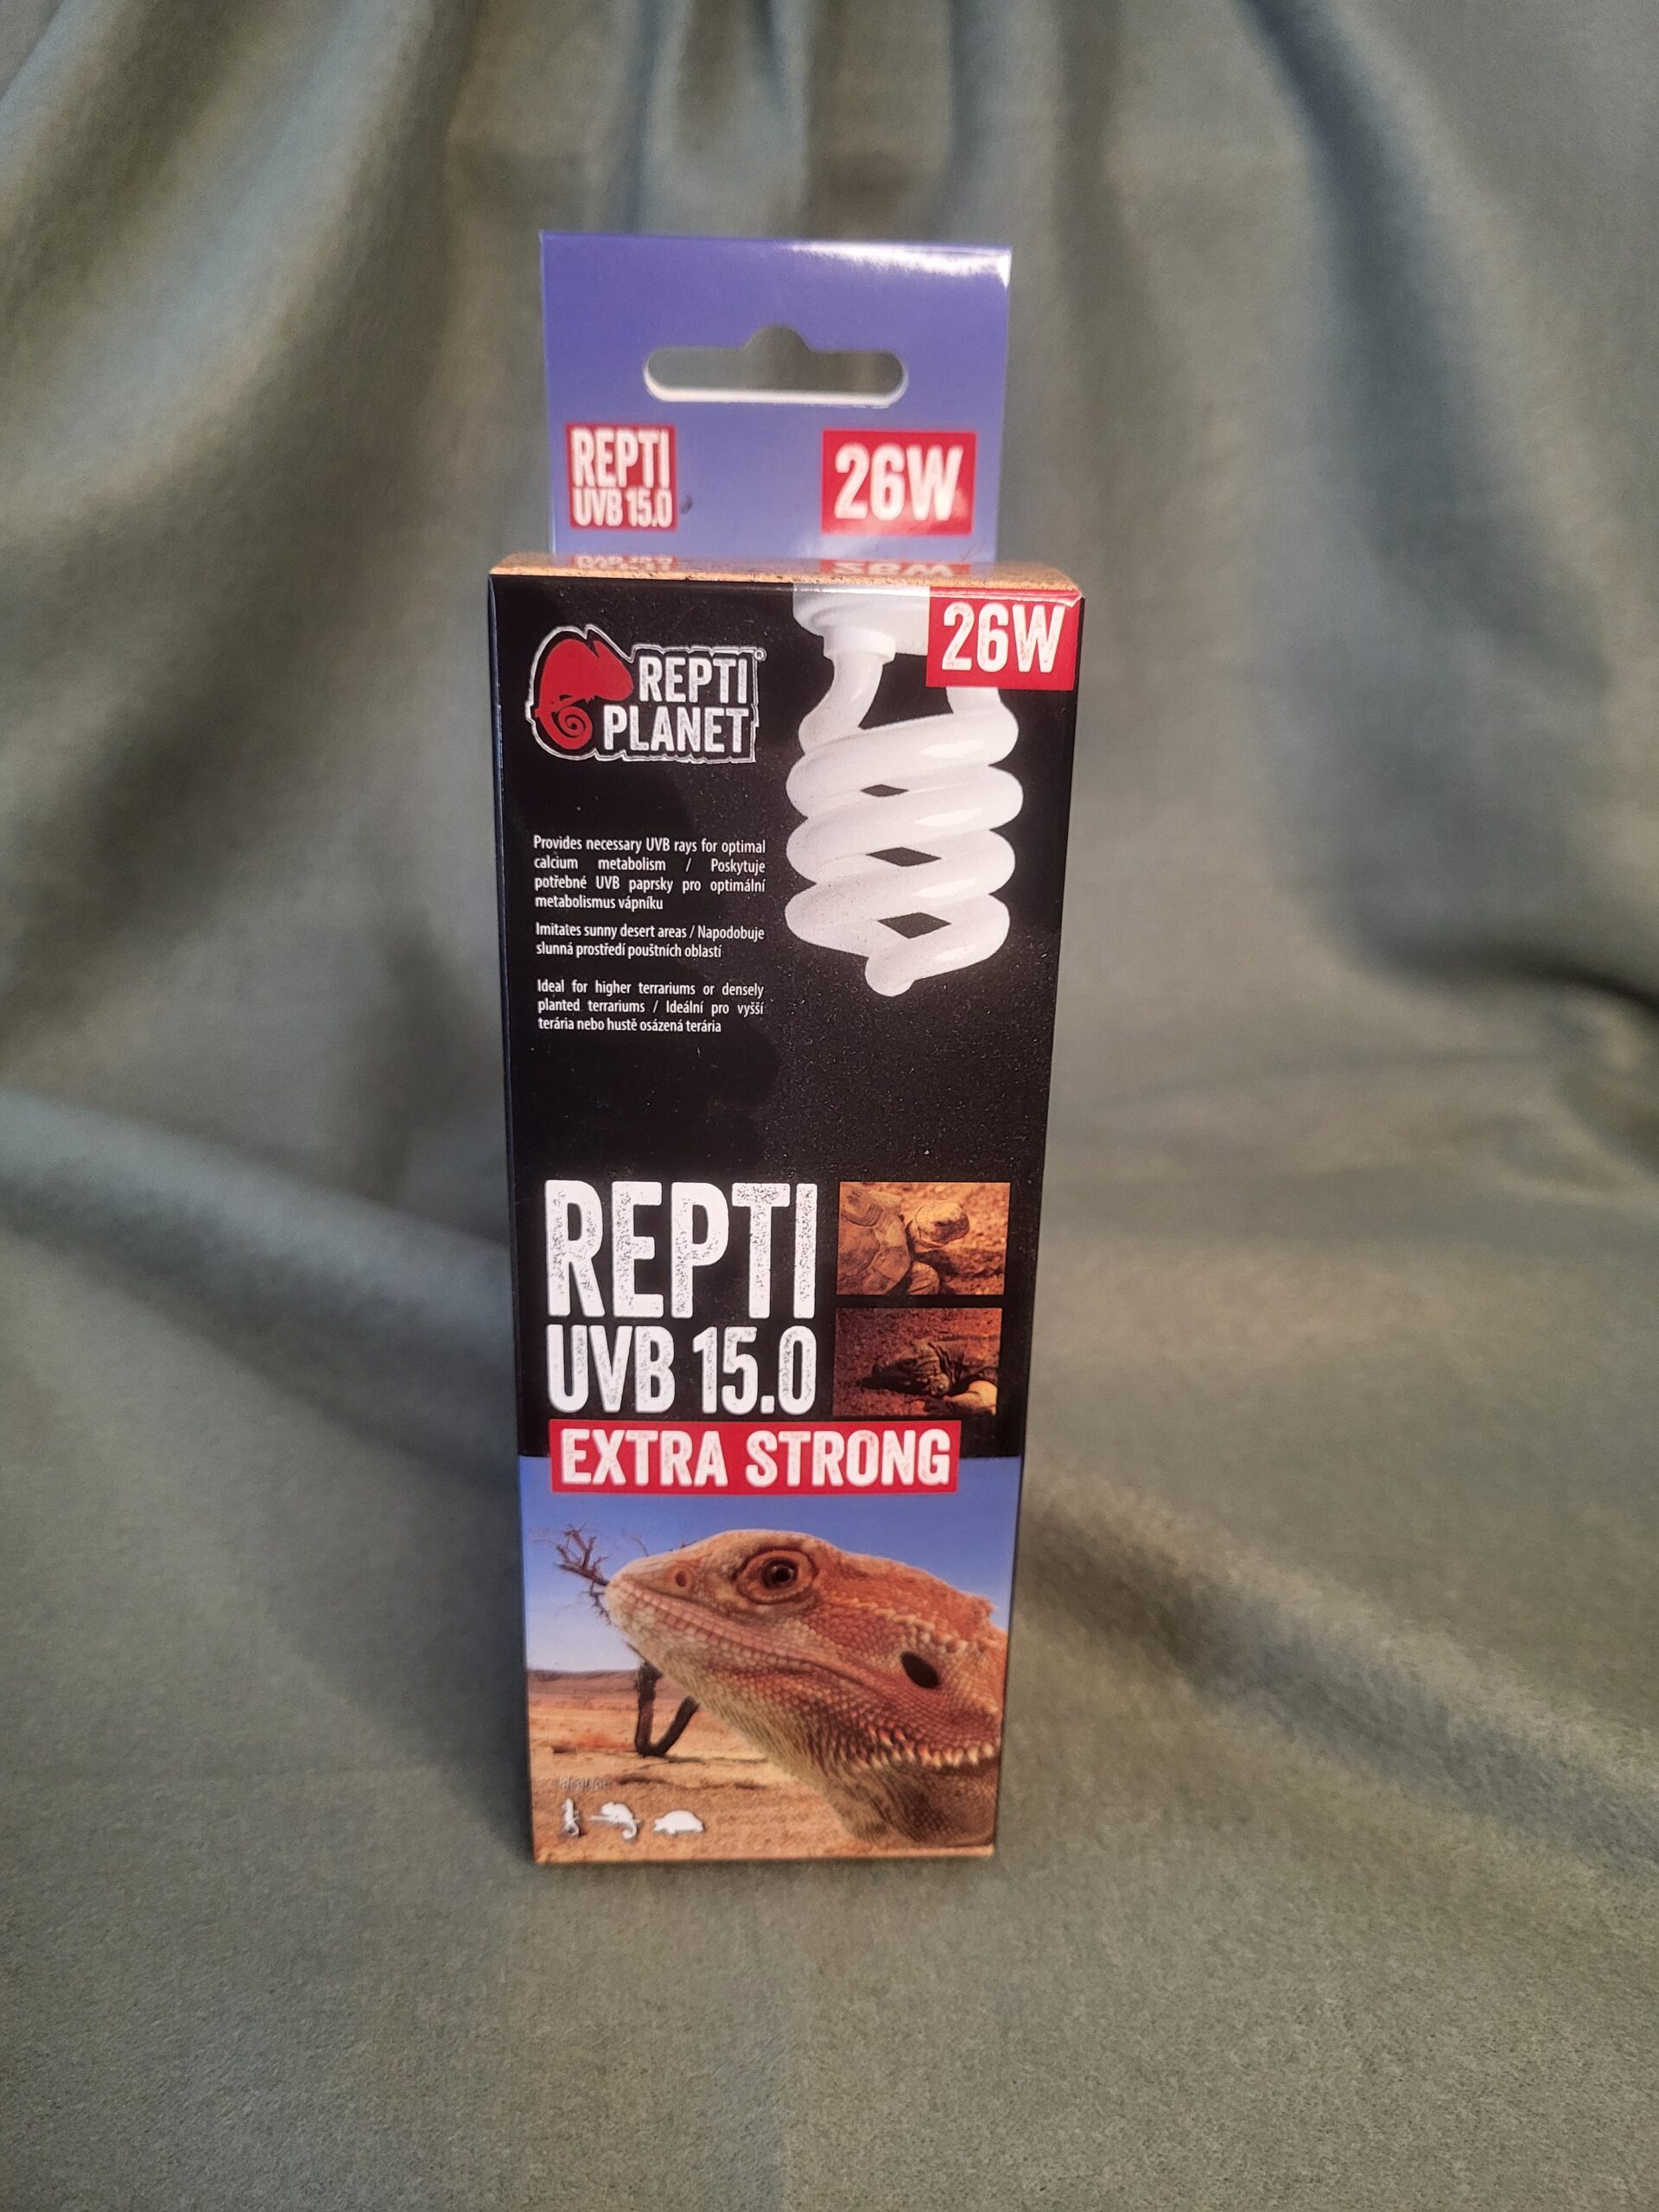 REPTI
UVB 15.0
26W
26W
REPTI
PLANET
Provides necessary UVB rays for optimal
calcium metabolism / Poskytuje
potřebné UVB paprsky pro optimální
metabolismus vápníku
Imitates sunny desert areas / Napodobuje
slunná prostředí pouštních oblastí
Ideal for higher terrariums or densely
planted terrariums / Ideální pro vyšší
terária nebo hustě osázená terária
REPTI
UVB 15.0
EXTRA STRONG